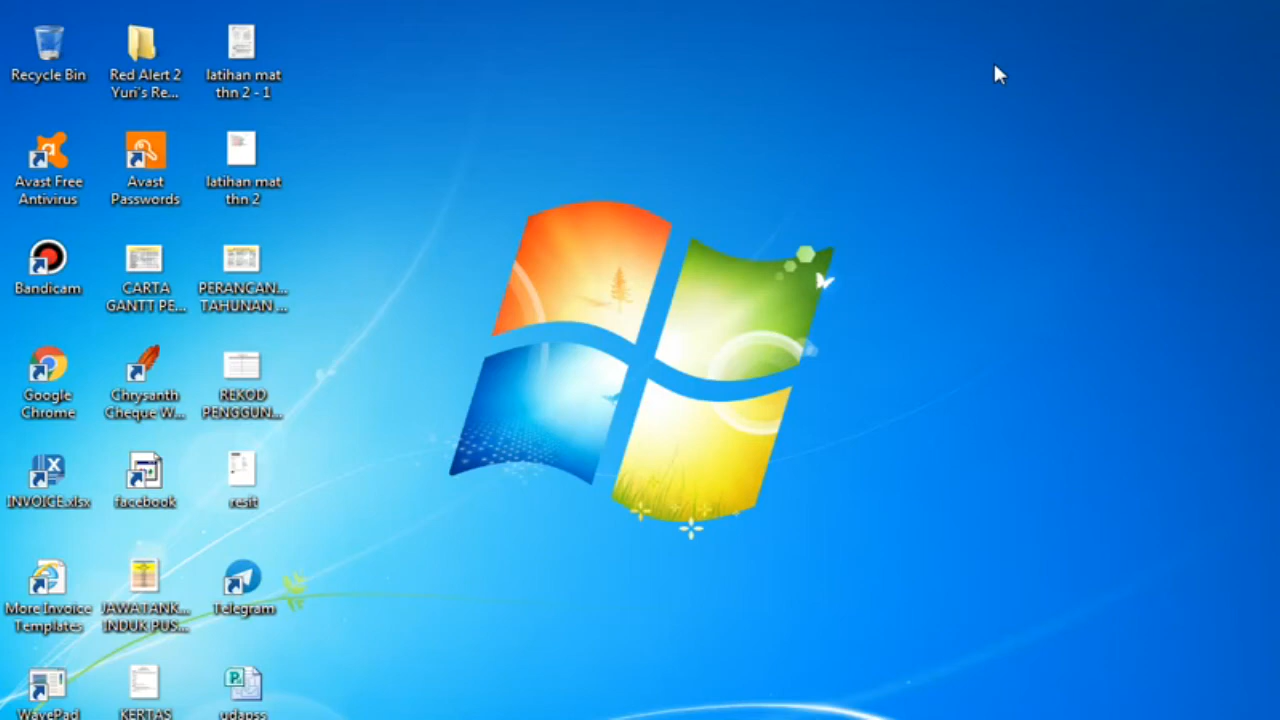 Recycle Bin
Red Alert 2
Yuri's Re...
latihan mat
thn 2 - 1
Avast Free
Antivirus
Avast
Passwords
latihan mat
thn 2
Bandicam
CARTA
GANTT PE...
PERANCAN...
TAHUNAN ...
Google
Chrome
Chrysanth
Cheque W...
REKOD
PENGGUN...
INVOICE.xlsx
facebook
resit
More Invoice
Templates
JAWATANK...
INDUK PUS...
Telegram
WavePad
KERTAS
udapss